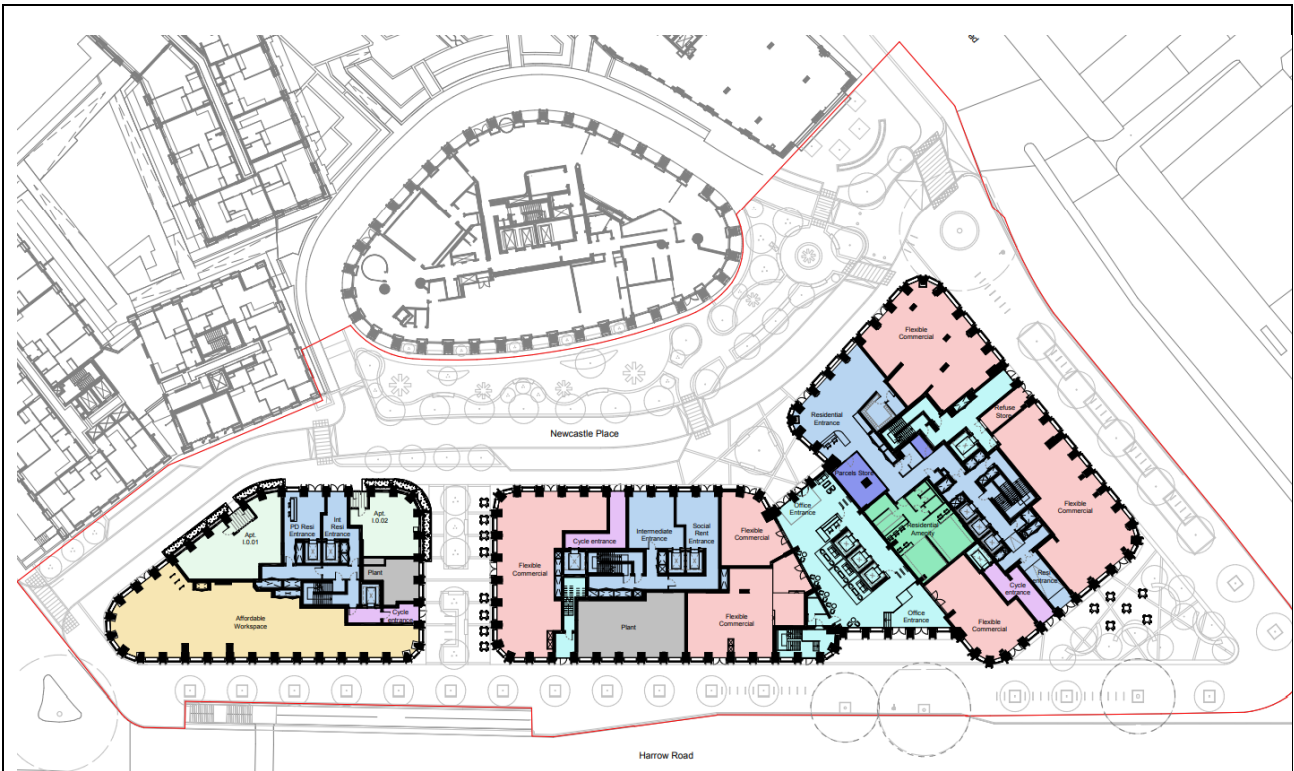 Flexible
Commercial
Refuse
Store
Residential
Entrance
Newcastle Place
Parcels Store
Flexible
Commercial
Office
Entrance
Residential
Amenity
Apt.
I.0.01
PD Resi
Entrance
Int
Resi
Entrance
Apt.
I.0.02
Cycle entrance
Intermediate
Entrance
Social
Rent
Entrance
Flexible
Commercial
Flexible
Commercial
Plant
Resi
entrance
Cycle
entrance
Affordable
Workspace
Cycle
entrance
Plant
Flexible
Commercial
Office
Entrance
Flexible
Commercial
Harrow Road